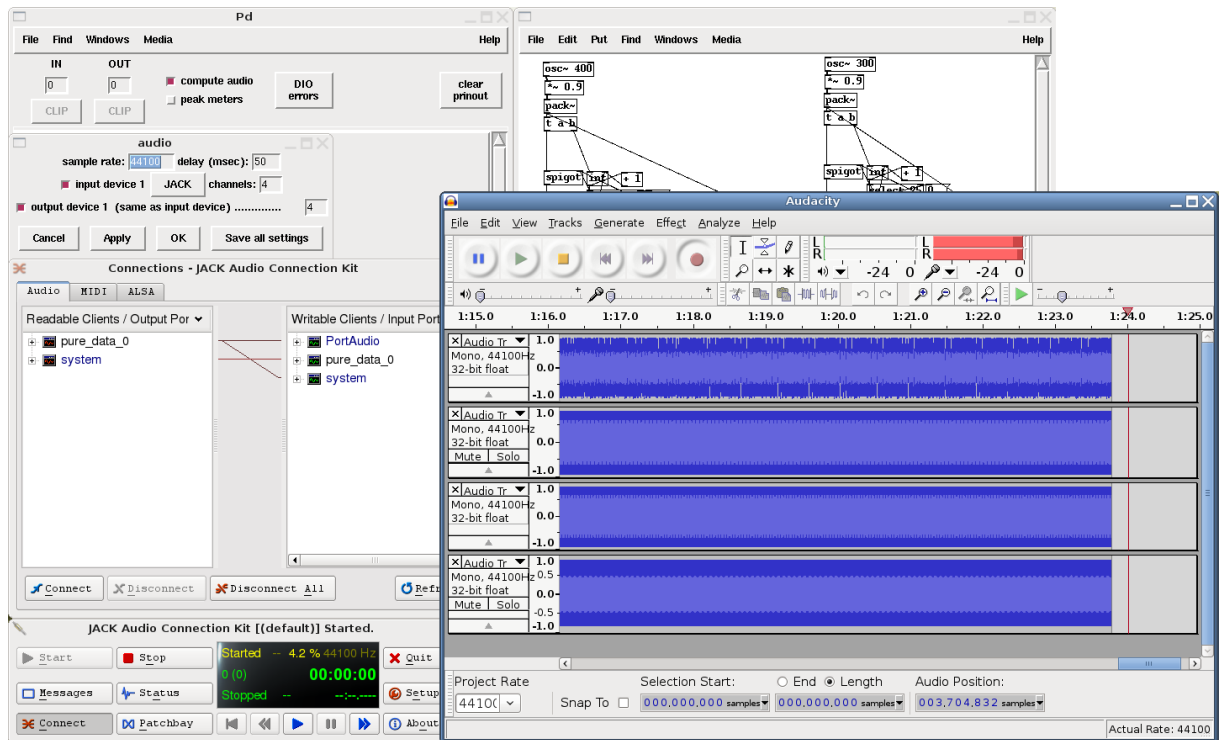 Pd
File Find Windows Media Help
IN OUT
0 0
compute audio
peak meters
DIO errors
clear prinout
CLIP CLIP
audio
sample rate: 44100 delay (msec): 50
input device 1 JACK channels: 4
output device 1 (same as input device) .............. 4
Cancel Apply OK Save all settings
File Edit Put Find Windows Media Help
osc~ 400
*~ 0.9
pack~
t a b
spigot int + 1
osc~ 300
*~ 0.9
pack~
t a b
spigot int + 1
Connections - JACK Audio Connection Kit
Audio MIDI ALSA
Readable Clients / Output Por
pure_data_0
system
Writable Clients / Input Port
PortAudio
pure_data_0
system
Connect Disconnect Disconnect All Refr
JACK Audio Connection Kit [(default)] Started.
Start Stop
Started -- 4.2 % 44100 Hz
0 (0) 00:00:00
Stopped -- --:--.----
Quit
Messages Status Setup
Connect Patchbay About
Audacity
File Edit View Tracks Generate Effect Analyze Help
L
R
-24 0
L
R
-24 0
1:15.0 1:16.0 1:17.0 1:18.0 1:19.0 1:20.0 1:21.0 1:22.0 1:23.0 1:24.0 1:25.0
Audio Tr
Mono, 44100Hz
32-bit float
1.0
0.0-
-1.0
Audio Tr
Mono, 44100Hz
32-bit float
Mute Solo
1.0
0.0-
-1.0
Audio Tr
Mono, 44100Hz
32-bit float
1.0
0.0-
-1.0
Audio Tr
Mono, 44100Hz
32-bit float
Mute Solo
1.0
0.5-
0.0-
-0.5-
-1.0
Project Rate
4410(
Snap To
Selection Start: End Length
000,000,000 samples 000,000,000 samples
Audio Position:
003,704,832 samples
Actual Rate: 44100